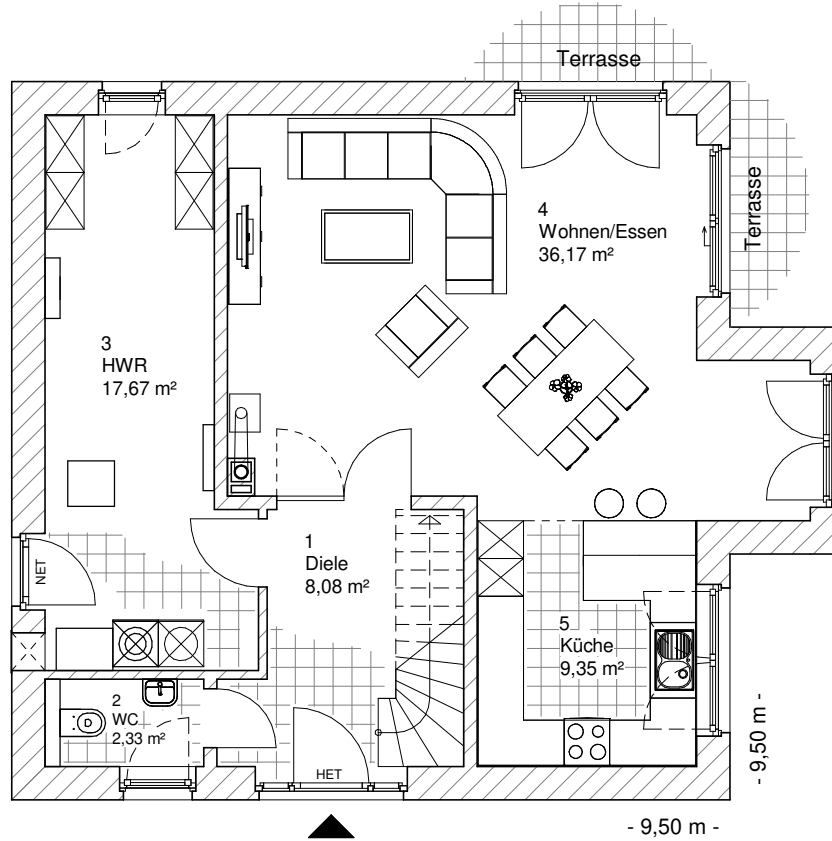 Terrasse
Terrasse
4
Wohnen/Essen
36,17 m²
3
HWR
17,67 m²
1
Diele
8,08 m²
NET
5
Küche
9,35 m²
2
WC
2,33 m²
HET
- 9,50 m -
- 9,50 m -